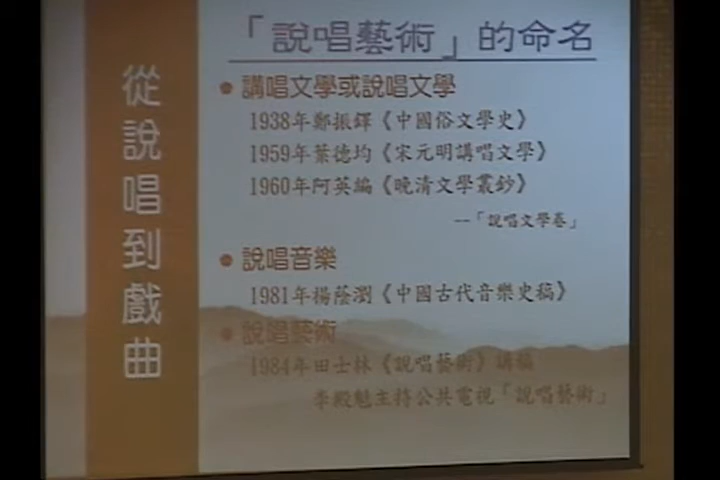 從說唱到戲曲
「說唱藝術」的命名
• 講唱文學或說唱文學
1938年鄭振鐸《中國俗文學史》
1959年葉德均《宋元明講唱文學》
1960年阿英編《晚清文學叢鈔》
--「說唱文學卷」
• 說唱音樂
1981年楊蔭瀏《中國古代音樂史稿》
• 說唱藝術
1984年田士林《說唱藝術》講稿
李殿魁主持公共電視「說唱藝術」